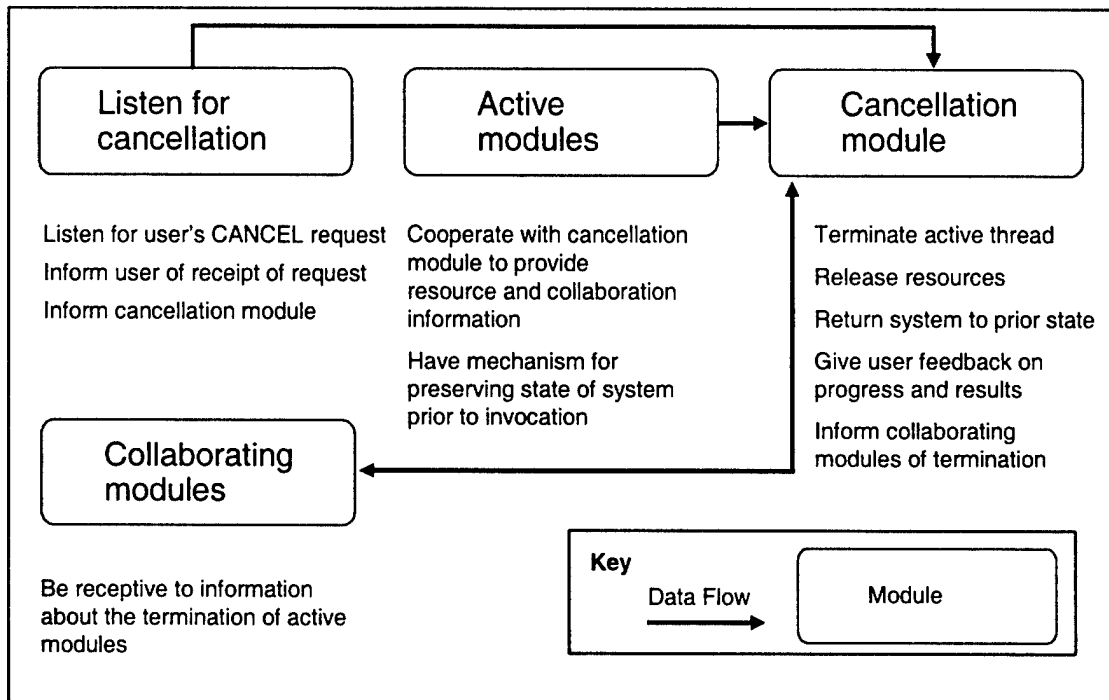 Listen for
cancellation
Active
modules
Cancellation
module
Listen for user's CANCEL request
Inform user of receipt of request
Inform cancellation module
Cooperate with cancellation
module to provide
resource and collaboration
information
Have mechanism for
preserving state of system
prior to invocation
Terminate active thread
Release resources
Return system to prior state
Give user feedback on
progress and results
Inform collaborating
modules of termination
Collaborating
modules
Be receptive to information
about the termination of active
modules
Key
Data Flow
Module